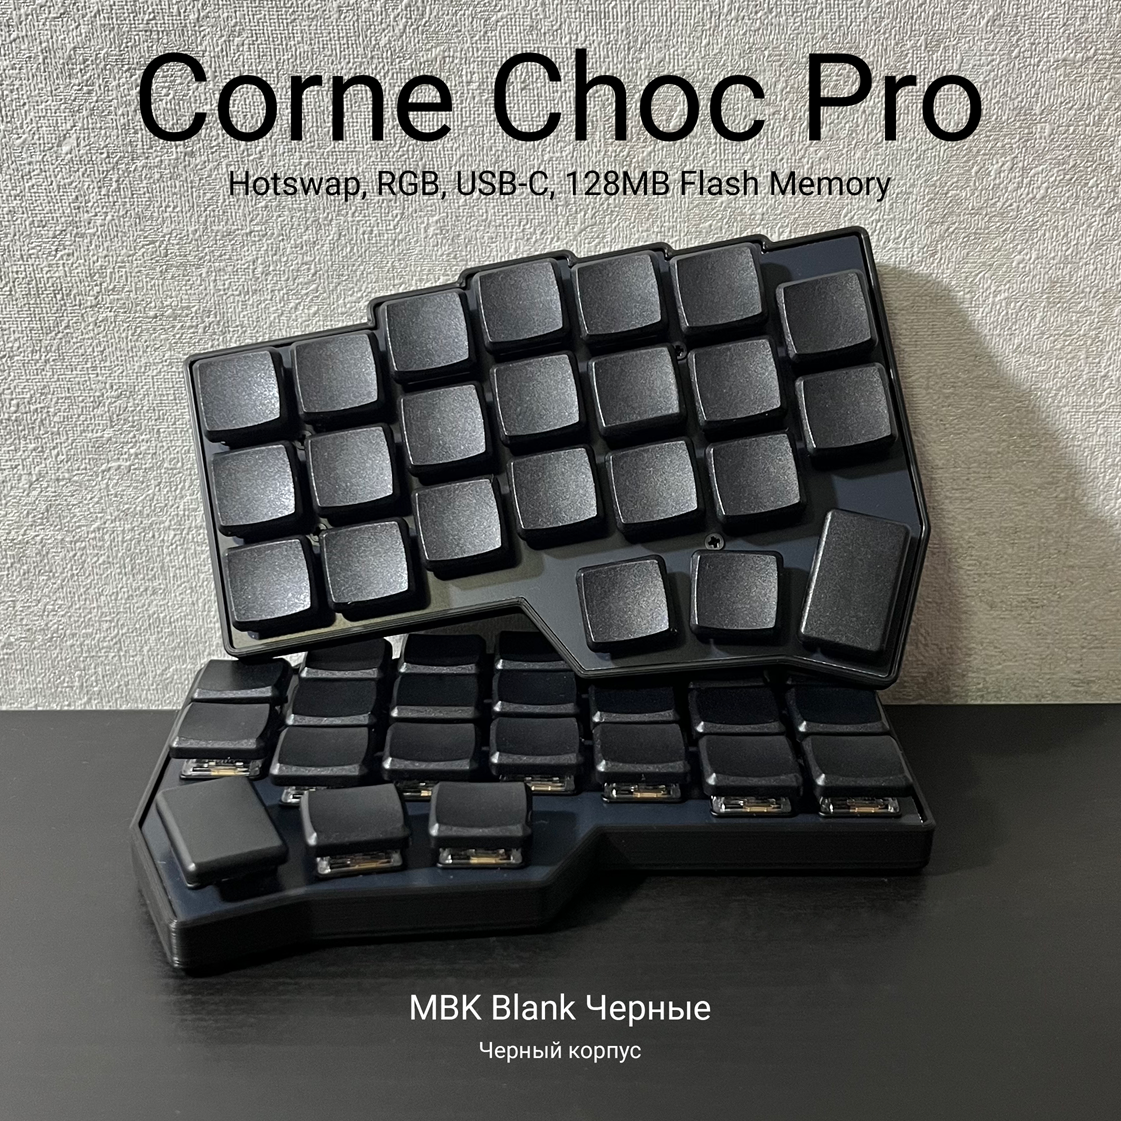 Corne Choc Pro
Hotswap, RGB, USB-C, 128MB Flash Memory
MBK Blank Черные
Черный корпус